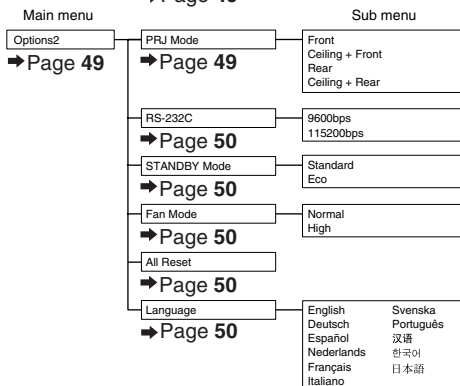 Page 48
Main menu
Sub menu
Options2
➡Page 49
PRJ Mode
➡Page 49
Front
Ceiling + Front
Rear
Ceiling + Rear
RS-232C
➡Page 50
9600bps
115200bps
STANDBY Mode
➡Page 50
Standard
Eco
Fan Mode
➡Page 50
Normal
High
All Reset
➡Page 50
Language
➡Page 50
English
Deutsch
Español
Nederlands
Français
Italiano
Svenska
Português
汉语
한국어
日本語